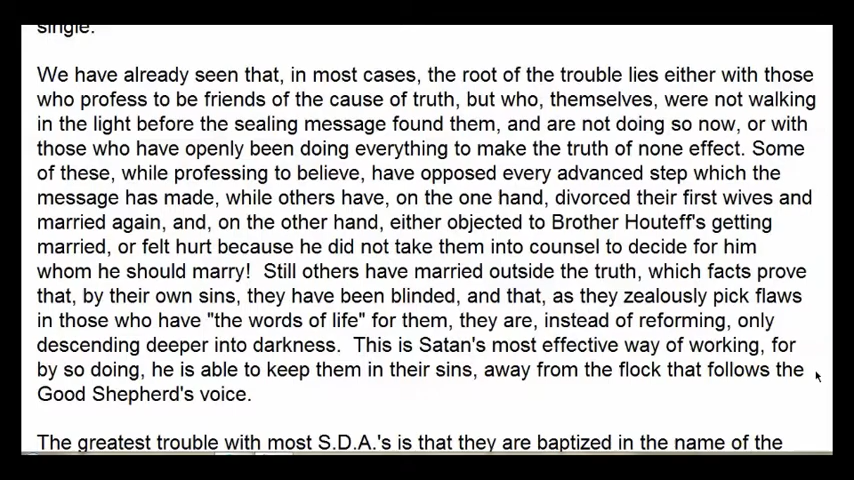 single.
We have already seen that, in most cases, the root of the trouble lies either with those
who profess to be friends of the cause of truth, but who, themselves, were not walking
in the light before the sealing message found them, and are not doing so now, or with
those who have openly been doing everything to make the truth of none effect. Some
of these, while professing to believe, have opposed every advanced step which the
message has made, while others have, on the one hand, divorced their first wives and
married again, and, on the other hand, either objected to Brother Houteff's getting
married, or felt hurt because he did not take them into counsel to decide for him
whom he should marry!  Still others have married outside the truth, which facts prove
that, by their own sins, they have been blinded, and that, as they zealously pick flaws
in those who have "the words of life" for them, they are, instead of reforming, only
descending deeper into darkness.  This is Satan's most effective way of working, for
by so doing, he is able to keep them in their sins, away from the flock that follows the
Good Shepherd's voice.
The greatest trouble with most S.D.A.'s is that they are baptized in the name of the